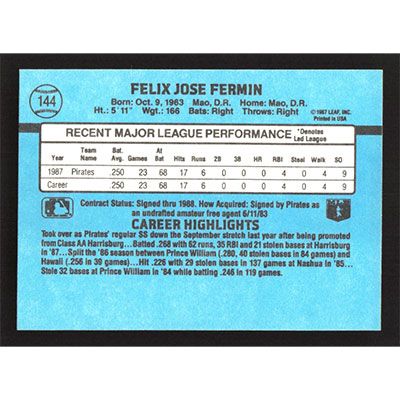 144
FELIX JOSE FERMIN
Born: Oct. 9, 1963 Mao, D.R. Home: Mao, D.R.
Ht.: 5'11" Wgt.: 166 Bats: Right Throws: Right
©1987 LEAF, INC.
Printed in USA
RECENT MAJOR LEAGUE PERFORMANCE *Denotes Led League
Year Team Name Bat. Avg. Games At Bat Hits Runs 2B 3B HR RBI Steal Walk SO
1987 Pirates .250 23 68 17 6 0 0 0 4 0 4 9
Career .250 23 68 17 6 0 0 0 4 0 4 9
Contract Status: Signed thru 1988. How Acquired: Signed by Pirates as
an undrafted amateur free agent 6/11/83
CAREER HIGHLIGHTS
Took over as Pirates' regular SS down the September stretch last year after being promoted
from Class AA Harrisburg...Batted .268 with 62 runs, 35 RBI and 21 stolen bases at Harrisburg
in '87...Split the '86 season between Prince William (.280, 40 stolen bases in 84 games) and
Hawaii (.256 in 39 games)...Hit .226 with 29 stolen bases in 137 games at Nashua in '85...
Stole 32 bases at Prince William in '84 while batting .246 in 119 games.